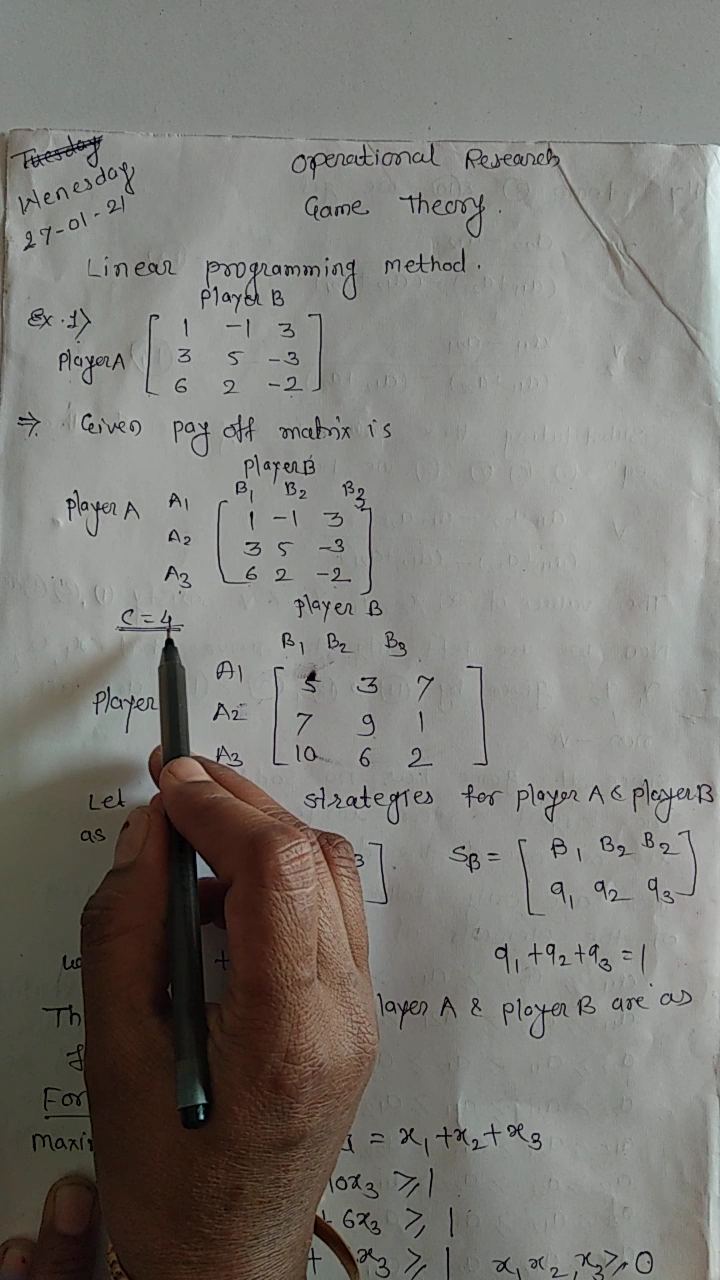 Tuesday
Wenesday
27-01-21
Operational Research
Game Theory.
Linear programming method.
Player B
Ex.1)
Player A [ 1 -1 3
3 5 -3
6 2 -2 ]
⇒ Given pay off matrix is
Player B
B1 B2 B3
Player A A1 [ 1 -1 3
A2 3 5 -3
A3 6 2 -2 ]
C=4
Player B
B1 B2 B3
A1 [ 5 3 7
Player A2 7 9 1
A3 10 6 2 ]
Let strategies for player A & player B
as
3 ]. SB = [ B1 B2 B2
q1 q2 q3 ]
+ q1+q2+q3 = 1
Th layer A & player B are as
For
Maxi = x1+x2+x3
10x3 ≥ 1
+ 6x3 ≥ 1
+ x3 ≥ 1 x1 x2, x3 ≥ 0